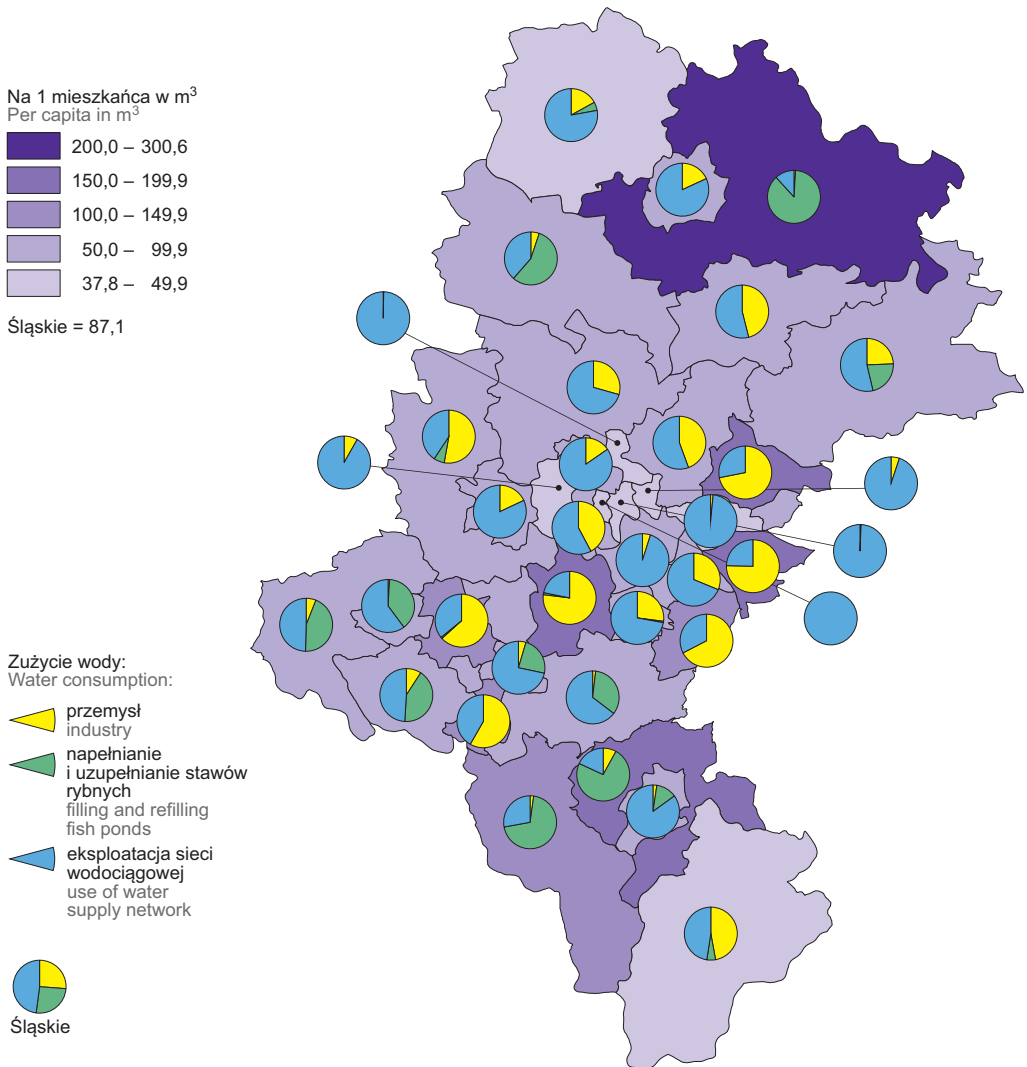 Na 1 mieszkańca w m³
Per capita in m³
200,0 – 300,6
150,0 – 199,9
100,0 – 149,9
50,0 – 99,9
37,8 – 49,9
Śląskie = 87,1
Zużycie wody:
Water consumption:
przemysł
industry
napełnianie
i uzupełnianie stawów
rybnych
filling and refilling
fish ponds
eksploatacja sieci
wodociągowej
use of water
supply network
Śląskie